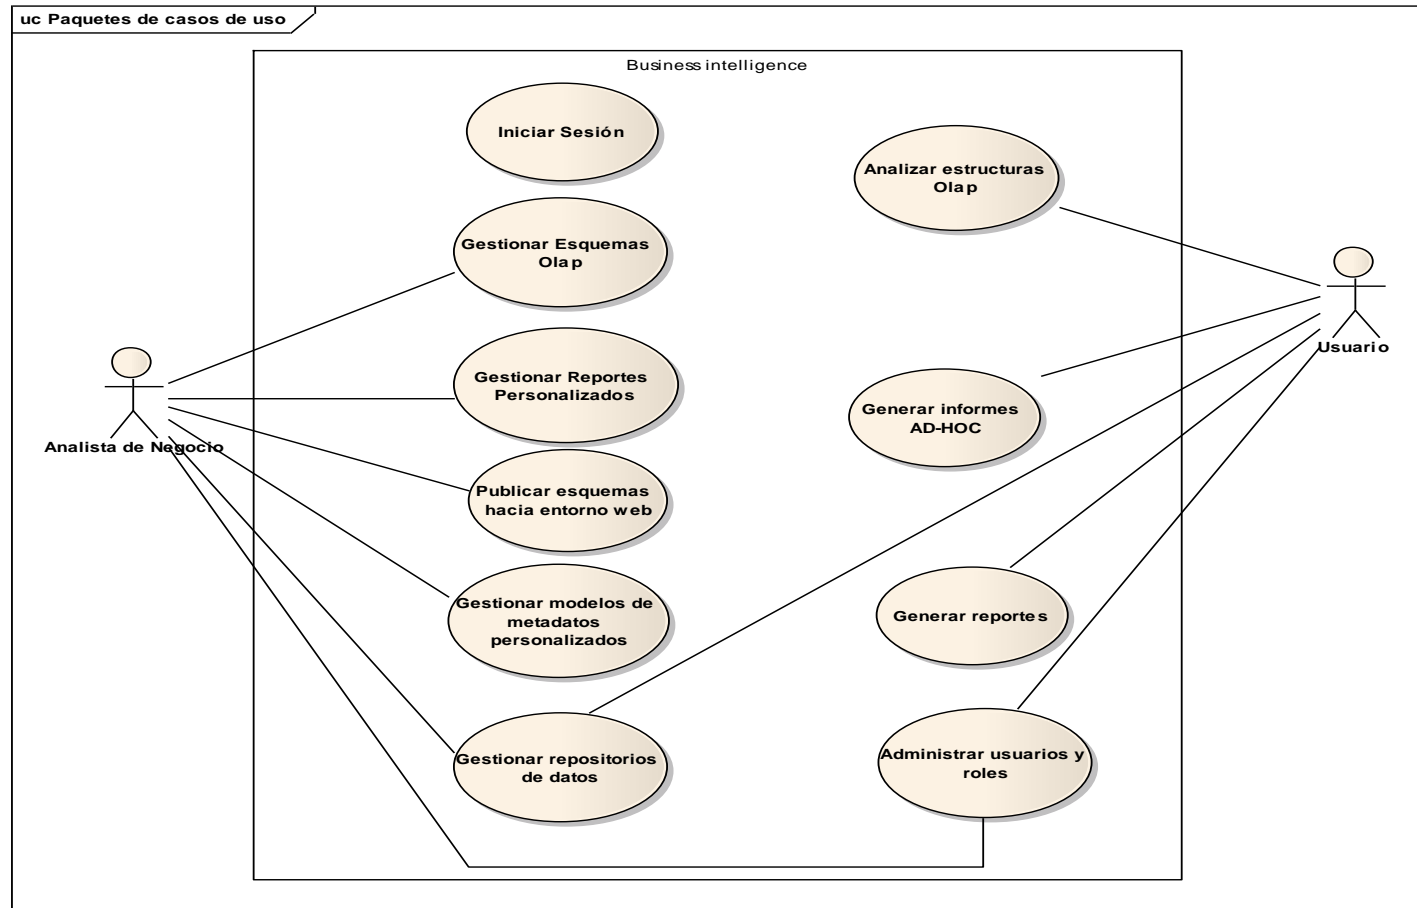 uc Paquetes de casos de uso
Business intelligence
Iniciar Sesión
Analizar estructuras
Olap
Gestionar Esquemas
Olap
Usuario
Gestionar Reportes
Personalizados
Generar informes
AD-HOC
Analista de Negocio
Publicar esquemas
hacia entorno web
Gestionar modelos de
metadatos
personalizados
Generar reportes
Gestionar repositorios
de datos
Administrar usuarios y
roles